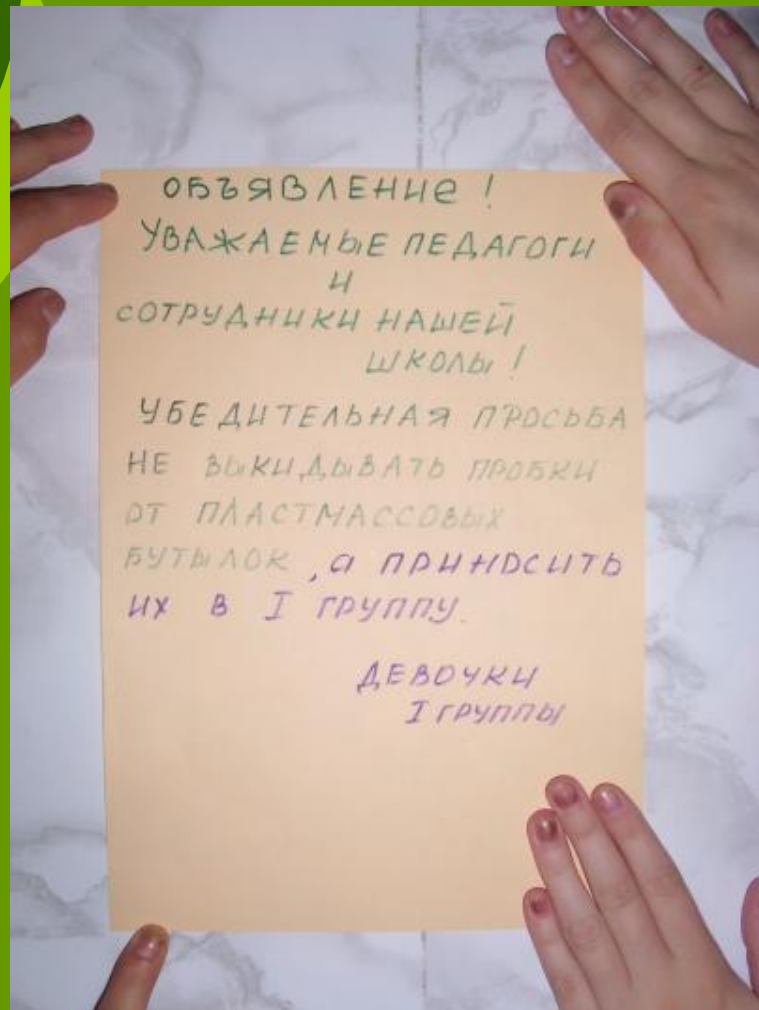 ОБЪЯВЛЕНИе !
УВАЖАЕМЫЕ ПЕДАГОГИ
И
СОТРУДНИКИ НАШЕЙ
ШКОЛЫ !
УБЕДИТЕЛЬНАЯ ПРОСЬБА
НЕ ВЫКИДЫВАТЬ ПРОБКИ
ОТ ПЛАСТМАССОВЫХ
БУТЫЛОК , а ПРИНОСИТЬ
ИХ В I ГРУППУ.
ДЕВОЧКИ
I ГРУППЫ